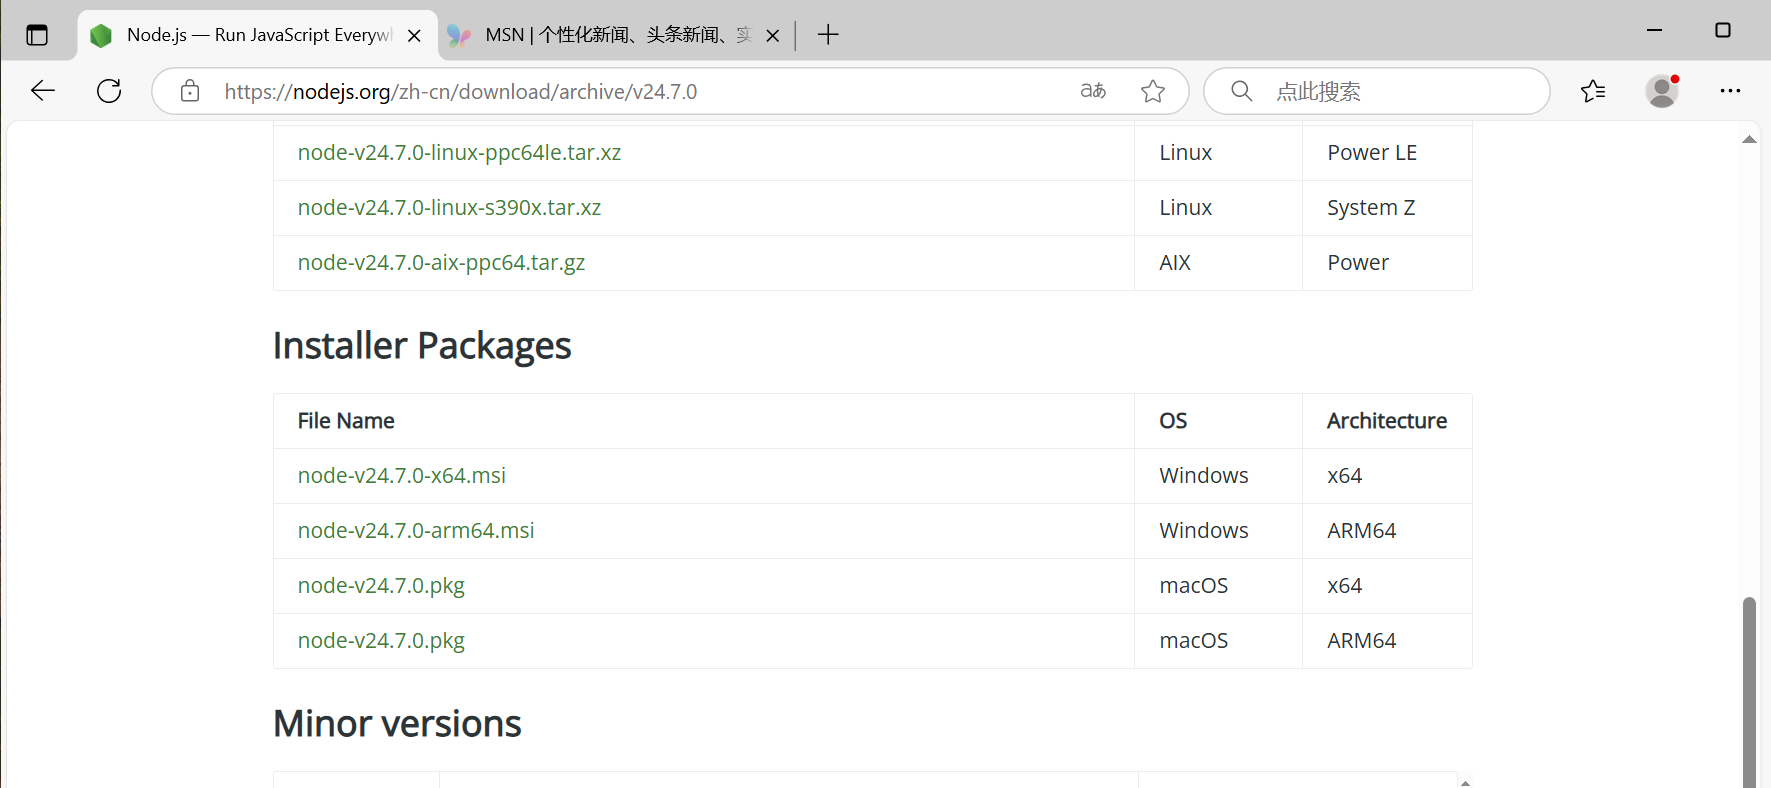 Node.js — Run JavaScript Everywh
MSN | 个性化新闻、头条新闻、实
https://nodejs.org/zh-cn/download/archive/v24.7.0
aあ
点此搜索
node-v24.7.0-linux-ppc64le.tar.xz Linux Power LE
node-v24.7.0-linux-s390x.tar.xz Linux System Z
node-v24.7.0-aix-ppc64.tar.gz AIX Power
Installer Packages
File Name OS Architecture
node-v24.7.0-x64.msi Windows x64
node-v24.7.0-arm64.msi Windows ARM64
node-v24.7.0.pkg macOS x64
node-v24.7.0.pkg macOS ARM64
Minor versions